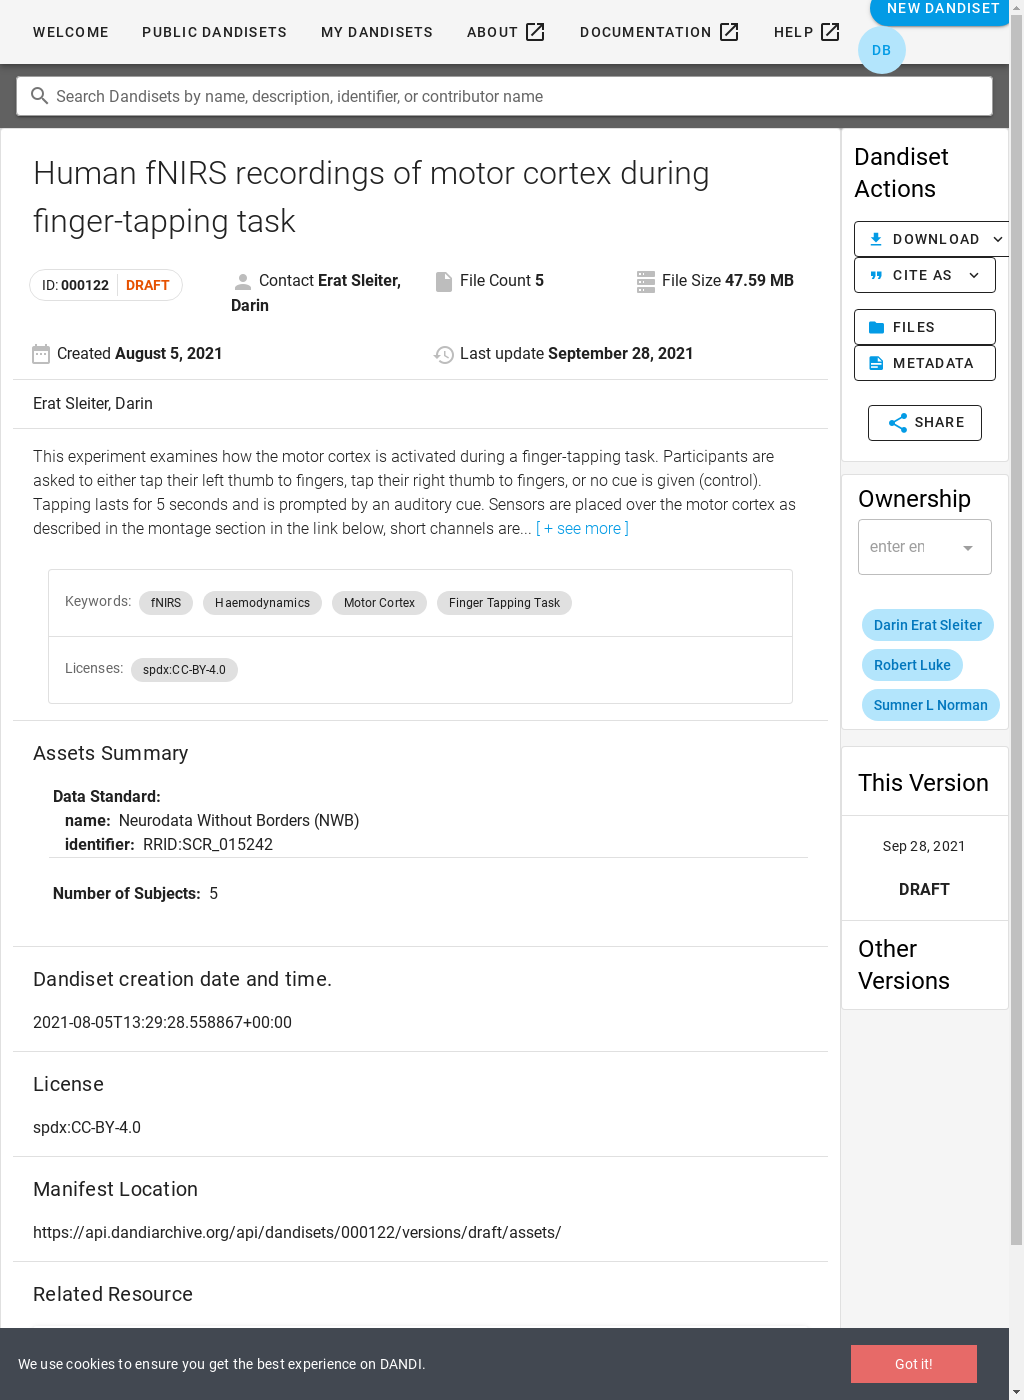 WELCOME PUBLIC DANDISETS MY DANDISETS ABOUT DOCUMENTATION HELP NEW DANDISET
DB
Search Dandisets by name, description, identifier, or contributor name
Human fNIRS recordings of motor cortex during
finger-tapping task
ID: 000122 DRAFT
Contact Erat Sleiter,
Darin
File Count 5
File Size 47.59 MB
Created August 5, 2021
Last update September 28, 2021
Erat Sleiter, Darin
This experiment examines how the motor cortex is activated during a finger-tapping task. Participants are
asked to either tap their left thumb to fingers, tap their right thumb to fingers, or no cue is given (control).
Tapping lasts for 5 seconds and is prompted by an auditory cue. Sensors are placed over the motor cortex as
described in the montage section in the link below, short channels are... [ + see more ]
Keywords: fNIRS Haemodynamics Motor Cortex Finger Tapping Task
Licenses: spdx:CC-BY-4.0
Assets Summary
Data Standard:
name: Neurodata Without Borders (NWB)
identifier: RRID:SCR_015242
Number of Subjects: 5
Dandiset creation date and time.
2021-08-05T13:29:28.558867+00:00
License
spdx:CC-BY-4.0
Manifest Location
https://api.dandiarchive.org/api/dandisets/000122/versions/draft/assets/
Related Resource
Dandiset
Actions
DOWNLOAD
CITE AS
FILES
METADATA
SHARE
Ownership
enter en
Darin Erat Sleiter
Robert Luke
Sumner L Norman
This Version
Sep 28, 2021
DRAFT
Other
Versions
We use cookies to ensure you get the best experience on DANDI.
Got it!